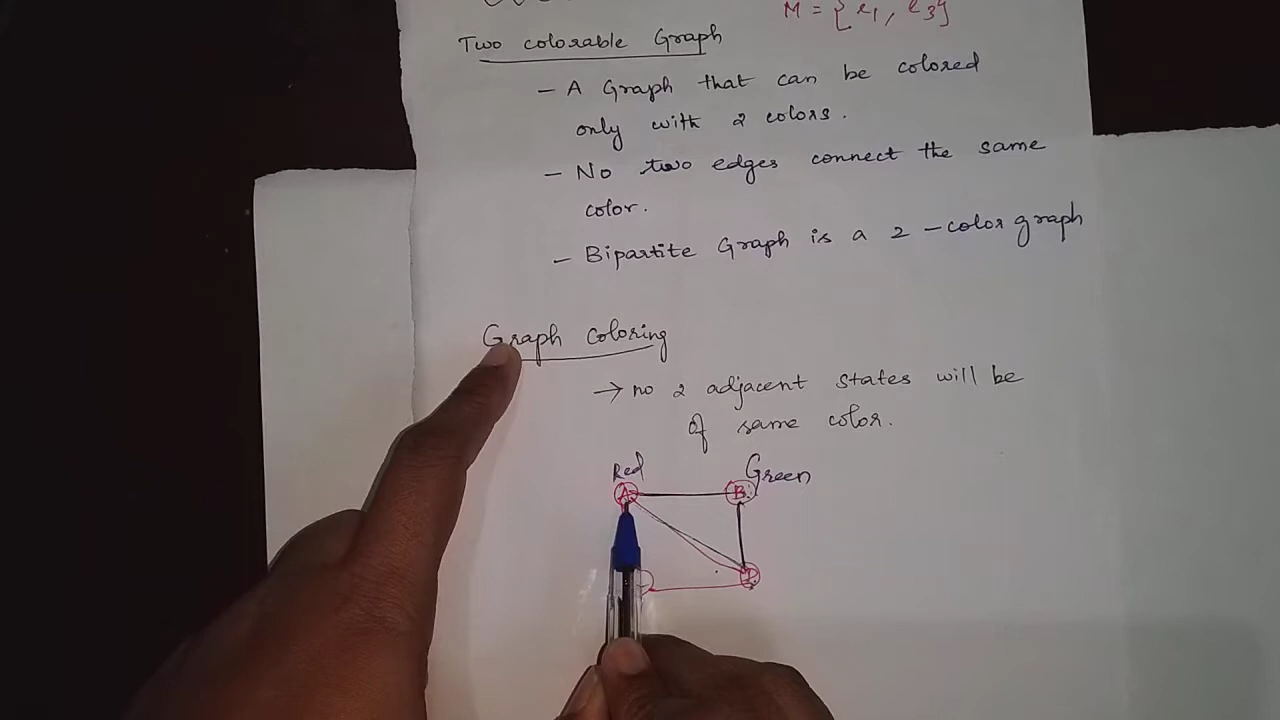 M = {e1, e3}
Two colorable Graph
- A Graph that can be colored
only with 2 colors.
- No two edges connect the same
color.
- Bipartite Graph is a 2 - color graph
Graph coloring
→ no 2 adjacent states will be
of same color.
Red Green
A B
D